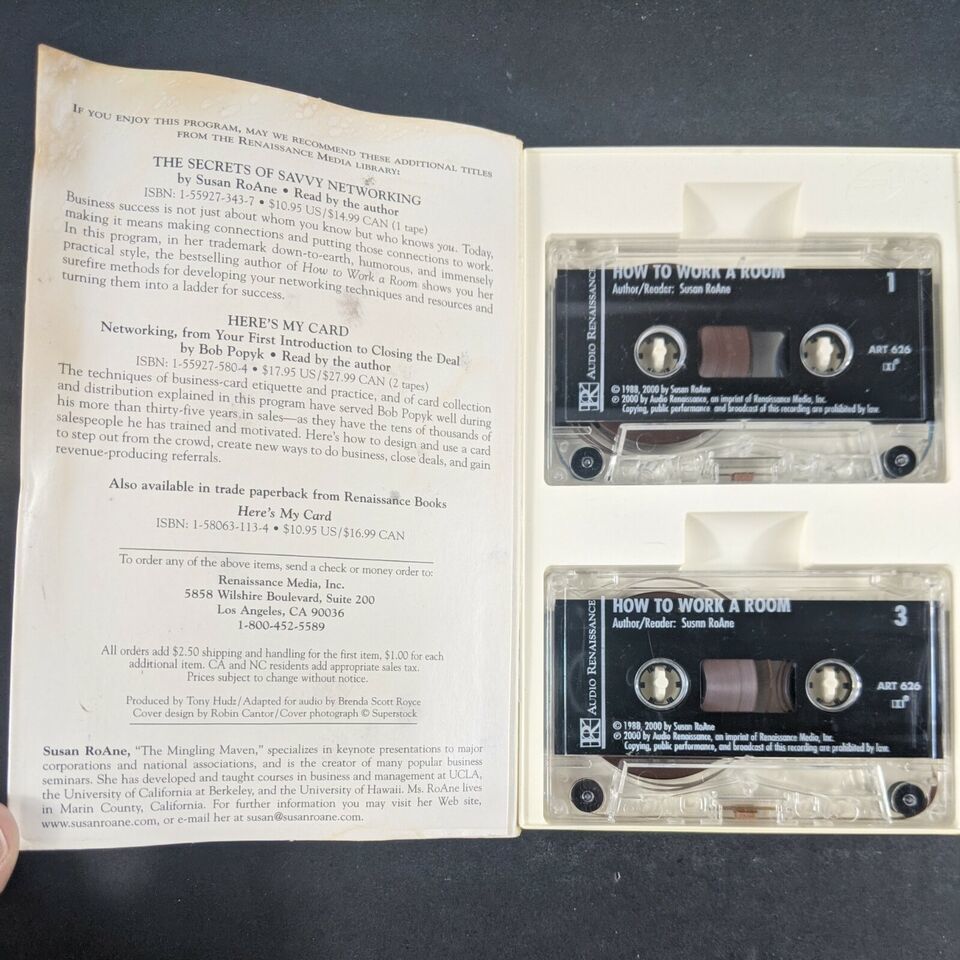 IF YOU ENJOY THIS PROGRAM, MAY WE RECOMMEND THESE ADDITIONAL TITLES
FROM THE RENAISSANCE MEDIA LIBRARY:
THE SECRETS OF SAVVY NETWORKING
by Susan RoAne • Read by the author
ISBN: 1-55927-343-7 • $10.95 US/$14.99 CAN (1 tape)
Business success is not just about whom you know but who knows you. Today,
making it means making connections and putting those connections to work.
In this program, in her trademark down-to-earth, humorous, and immensely
practical style, the bestselling author of How to Work a Room shows you her
surefire methods for developing your networking techniques and resources and
turning them into a ladder for success.
HERE'S MY CARD
Networking, from Your First Introduction to Closing the Deal
by Bob Popyk • Read by the author
ISBN: 1-55927-580-4 • $17.95 US/$27.99 CAN (2 tapes)
The techniques of business-card etiquette and practice, and of card collection
and distribution explained in this program have served Bob Popyk well during
his more than thirty-five years in sales—as they have the tens of thousands of
salespeople he has trained and motivated. Here's how to design and use a card
to step out from the crowd, create new ways to do business, close deals, and gain
revenue-producing referrals.
Also available in trade paperback from Renaissance Books
Here's My Card
ISBN: 1-58063-113-4 • $10.95 US/$16.99 CAN
To order any of the above items, send a check or money order to:
Renaissance Media, Inc.
5858 Wilshire Boulevard, Suite 200
Los Angeles, CA 90036
1-800-452-5589
All orders add $2.50 shipping and handling for the first item, $1.00 for each
additional item. CA and NC residents add appropriate sales tax.
Prices subject to change without notice.
Produced by Tony Hudz/Adapted for audio by Brenda Scott Royce
Cover design by Robin Cantor/Cover photograph © Superstock
Susan RoAne, "The Mingling Maven," specializes in keynote presentations to major
corporations and national associations, and is the creator of many popular business
seminars. She has developed and taught courses in business and management at UCLA,
the University of California at Berkeley, and the University of Hawaii. Ms. RoAne lives
in Marin County, California. For further information you may visit her Web site,
www.susanroane.com, or e-mail her at susan@susanroane.com.
AUDIO RENAISSANCE
HOW TO WORK A ROOM
1
Author/Reader: Susan RoAne
ART 626
© 1988, 2000 by Susan RoAne
℗ 2000 by Audio Renaissance, an imprint of Renaissance Media, Inc.
Copying, public performance and broadcast of this recording are prohibited by law.
AUDIO RENAISSANCE
HOW TO WORK A ROOM
3
Author/Reader: Susan RoAne
ART 626
© 1988, 2000 by Susan RoAne
℗ 2000 by Audio Renaissance, an imprint of Renaissance Media, Inc.
Copying, public performance and broadcast of this recording are prohibited by law.